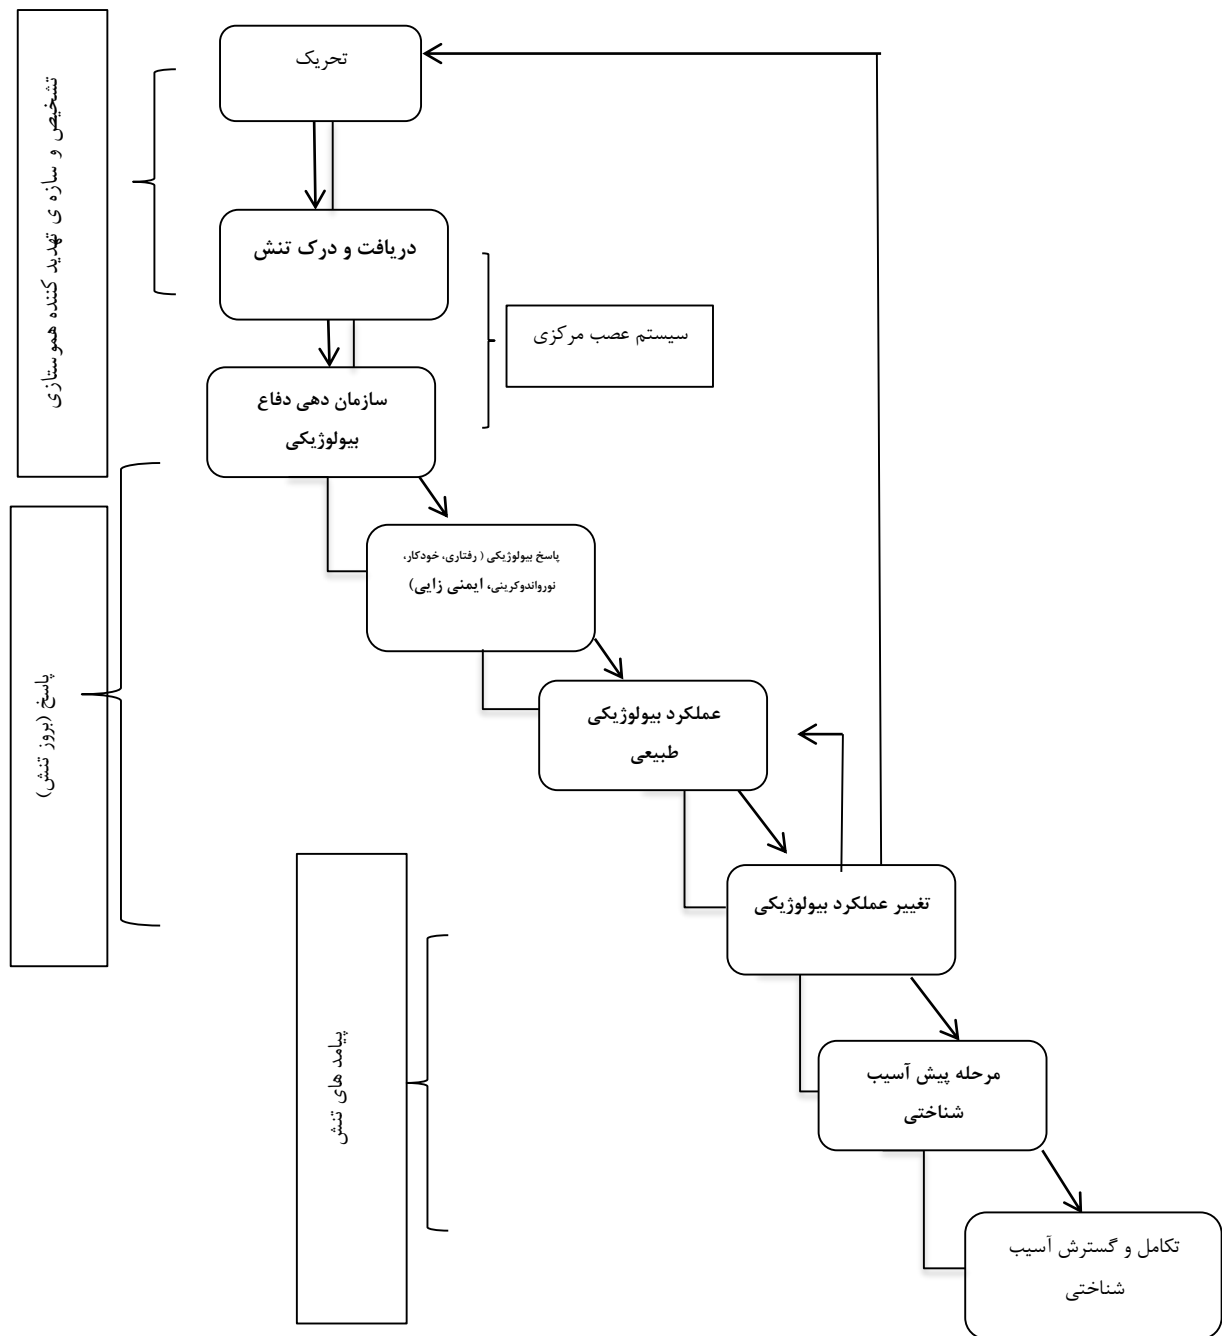 تحریک
دریافت و درک تنش
سازمان دهی دفاع
بیولوژیکی
سیستم عصب مرکزی
تشخیص و سازه ی تهدید کننده هموستازی
پاسخ بیولوژیکی ( رفتاری، خودکار،
نورواندوکرینی، ایمنی زایی)
عملکرد بیولوژیکی
طبیعی
پاسخ (بروز تنش)
تغییر عملکرد بیولوژیکی
مرحله پیش آسیب
شناختی
پیامد های تنش
تکامل و گسترش آسیب
شناختی